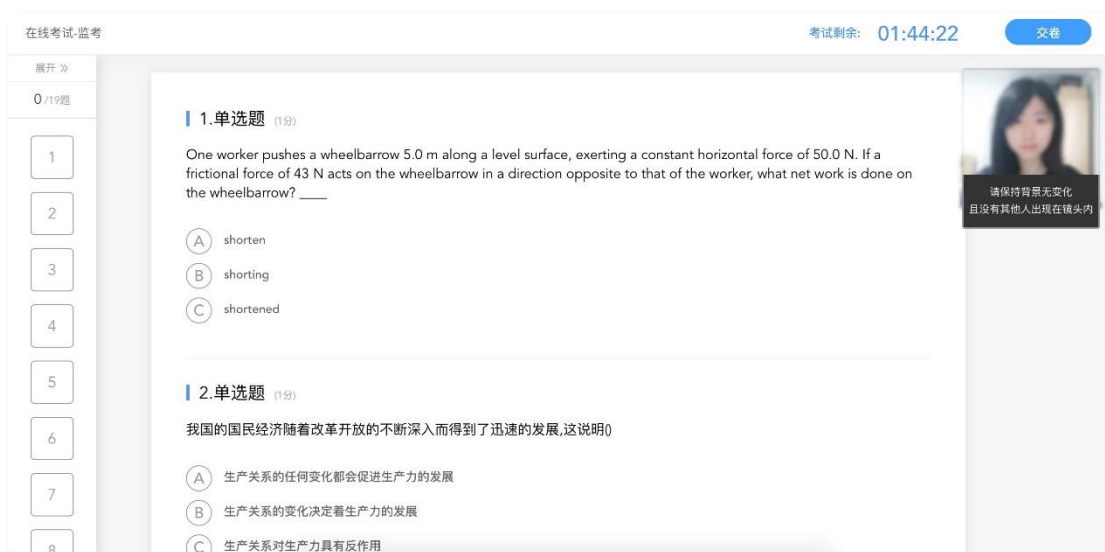 在线考试-监考
考试剩余: 01:44:22
交卷
展开 》
0 /19题
1
2
3
4
5
6
7
8
1.单选题 (1分)
One worker pushes a wheelbarrow 5.0 m along a level surface, exerting a constant horizontal force of 50.0 N. If a
frictional force of 43 N acts on the wheelbarrow in a direction opposite to that of the worker, what net work is done on
the wheelbarrow? ____
A shorten
B shorting
C shortened
2.单选题 (1分)
我国的国民经济随着改革开放的不断深入而得到了迅速的发展,这说明()
A 生产关系的任何变化都会促进生产力的发展
B 生产关系的变化决定着生产力的发展
C 生产关系对生产力具有反作用
请保持背景无变化
且没有其他人出现在镜头内